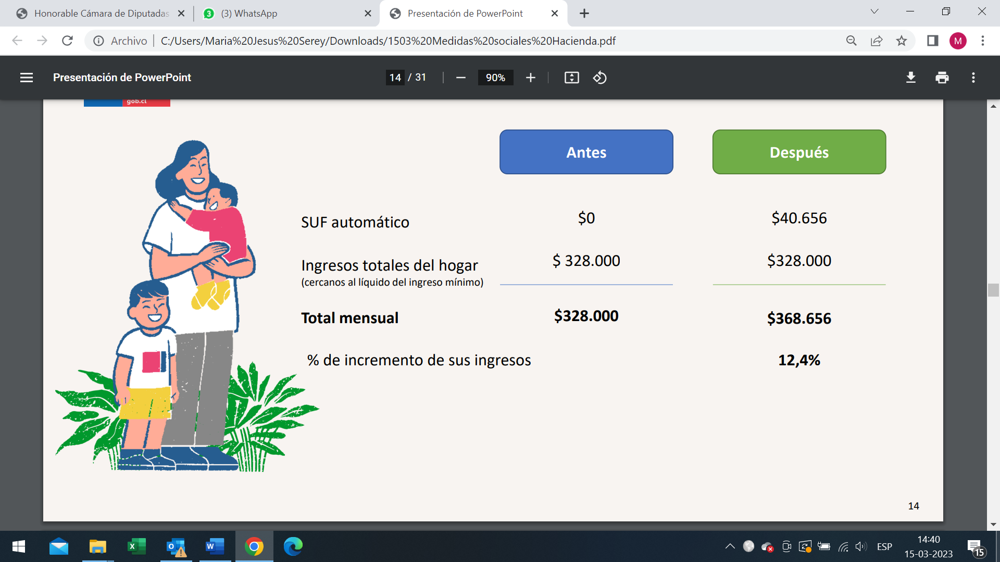 Honorable Cámara de Diputadas
3
(3) WhatsApp
Presentación de PowerPoint
Archivo
C:/Users/Maria%20Jesus%20Serey/Downloads/1503%20Medidas%20sociales%20Hacienda.pdf
M
Presentación de PowerPoint
14 / 31
90%
gob.cl
Antes
Después
SUF automático
$0
$40.656
Ingresos totales del hogar
(cercanos al líquido del ingreso mínimo)
$ 328.000
$328.000
Total mensual
$328.000
$368.656
% de incremento de sus ingresos
12,4%
14
ESP
14:40
15-03-2023
15